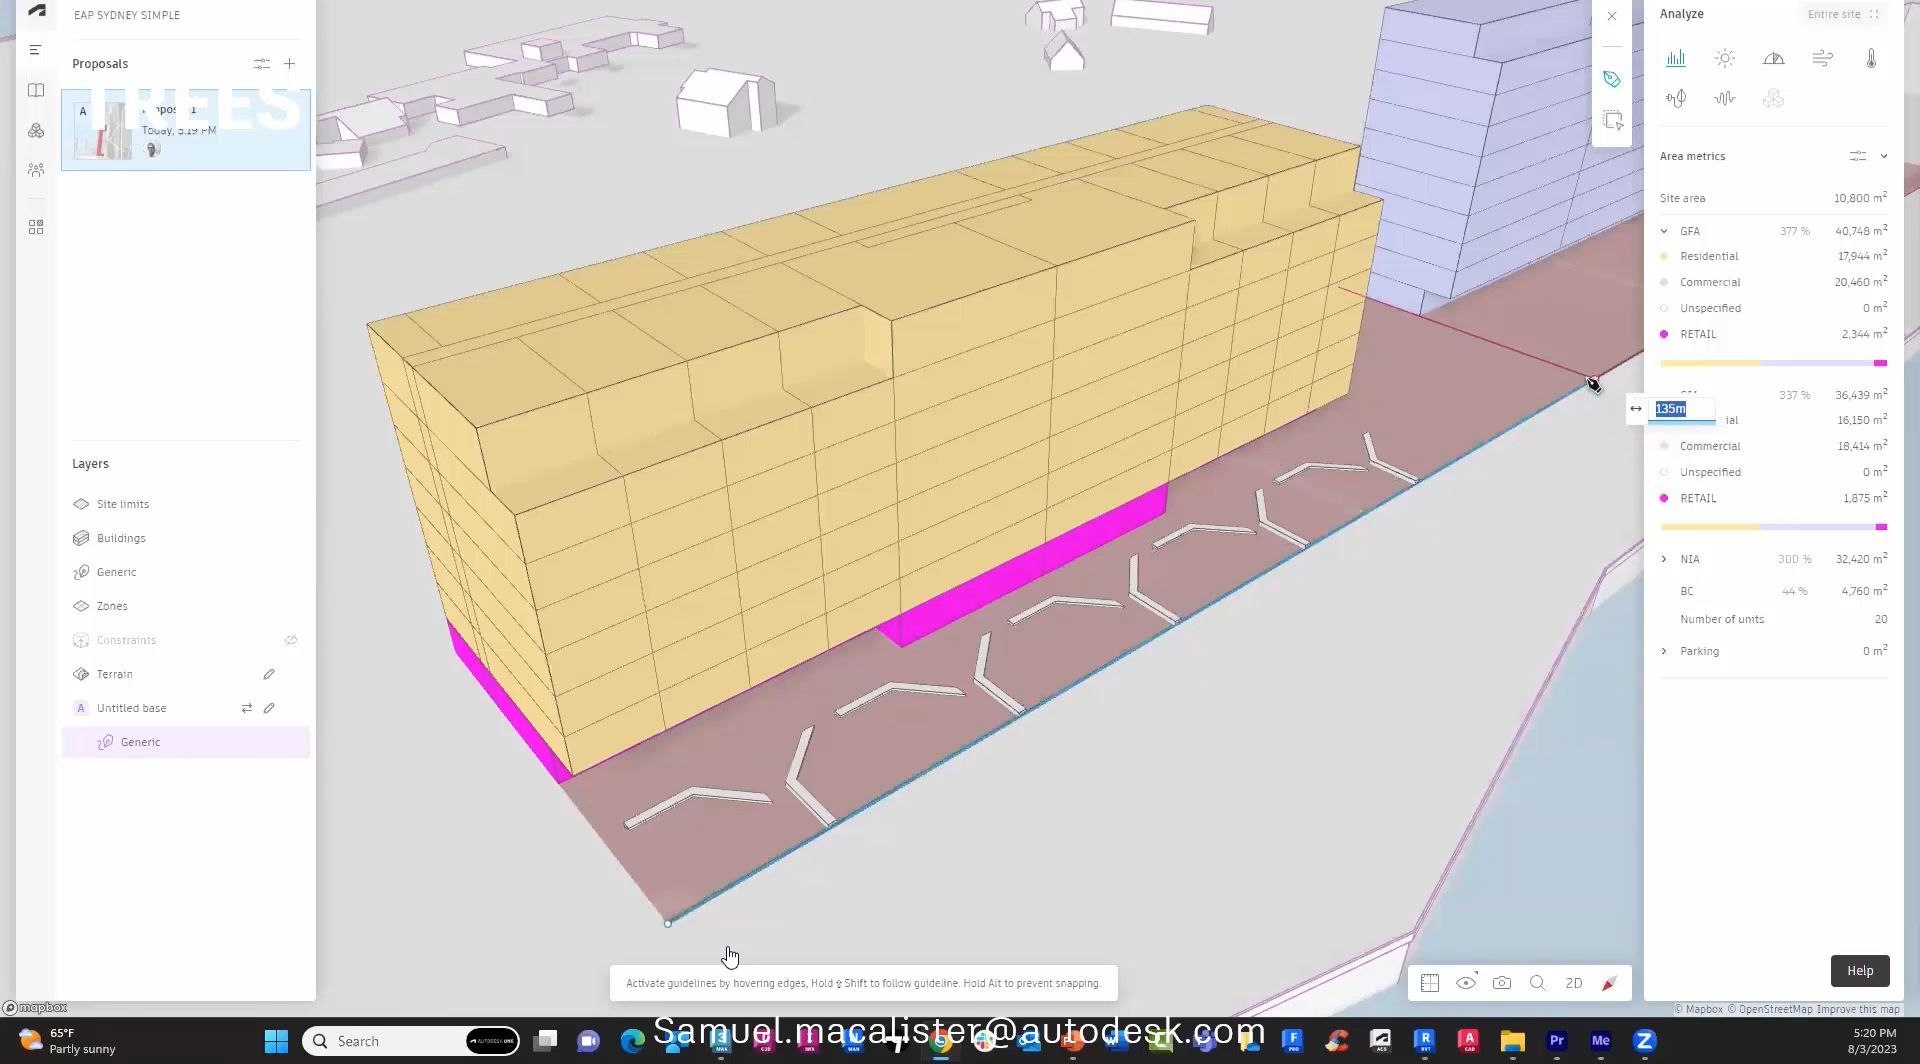 EAP SYDNEY SIMPLE
Proposals
TREES
A
Today, 5:19 PM
Layers
Site limits
Buildings
Generic
Zones
Constraints
Terrain
A Untitled base
Generic
Analyze
Entire site
Area metrics
Site area 10,800 m²
GFA 377 % 40,748 m²
Residential 17,944 m²
Commercial 20,460 m²
Unspecified 0 m²
RETAIL 2,344 m²
337 % 36,439 m²
135m
ial 16,150 m²
Commercial 18,414 m²
Unspecified 0 m²
RETAIL 1,875 m²
NIA 300 % 32,420 m²
BC 44 % 4,760 m²
Number of units 20
Parking 0 m²
Help
Activate guidelines by hovering edges, Hold ⇧ Shift to follow guideline. Hold Alt to prevent snapping.
2D
mapbox
© Mapbox © OpenStreetMap Improve this map
Samuel.macalister@autodesk.com
65°F
Partly sunny
Search
AUTODESK ONE
5:20 PM
8/3/2023